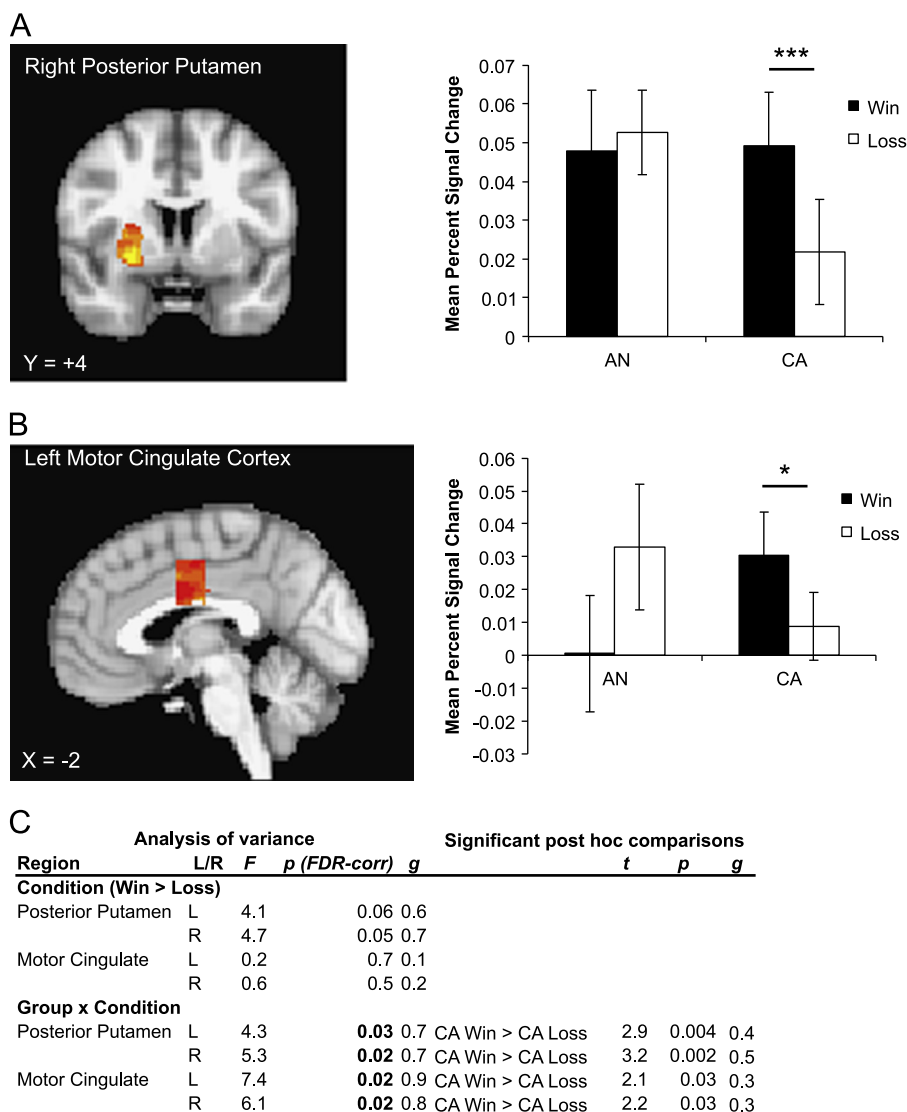 A
Right Posterior Putamen
Y = +4
Mean Percent Signal Change
0.07
0.06
0.05
0.04
0.03
0.02
0.01
0
***
Win
Loss
AN
CA
B
Left Motor Cingulate Cortex
X = -2
Mean Percent Signal Change
0.06
0.05
0.04
0.03
0.02
0.01
0
-0.01
-0.02
-0.03
*
Win
Loss
AN
CA
C
Analysis of variance Significant post hoc comparisons
Region L/R F p (FDR-corr) g t p g
Condition (Win > Loss)
Posterior Putamen L 4.1 0.06 0.6
R 4.7 0.05 0.7
Motor Cingulate L 0.2 0.7 0.1
R 0.6 0.5 0.2
Group x Condition
Posterior Putamen L 4.3 0.03 0.7 CA Win > CA Loss 2.9 0.004 0.4
R 5.3 0.02 0.7 CA Win > CA Loss 3.2 0.002 0.5
Motor Cingulate L 7.4 0.02 0.9 CA Win > CA Loss 2.1 0.03 0.3
R 6.1 0.02 0.8 CA Win > CA Loss 2.2 0.03 0.3